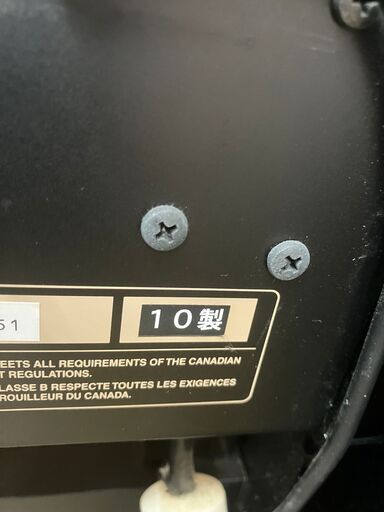 51
10製
EETS ALL REQUIREMENTS OF THE CANADIAN
T REGULATIONS.
LASSE B RESPECTE TOUTES LES EXIGENCES
ROUILLEUR DU CANADA.